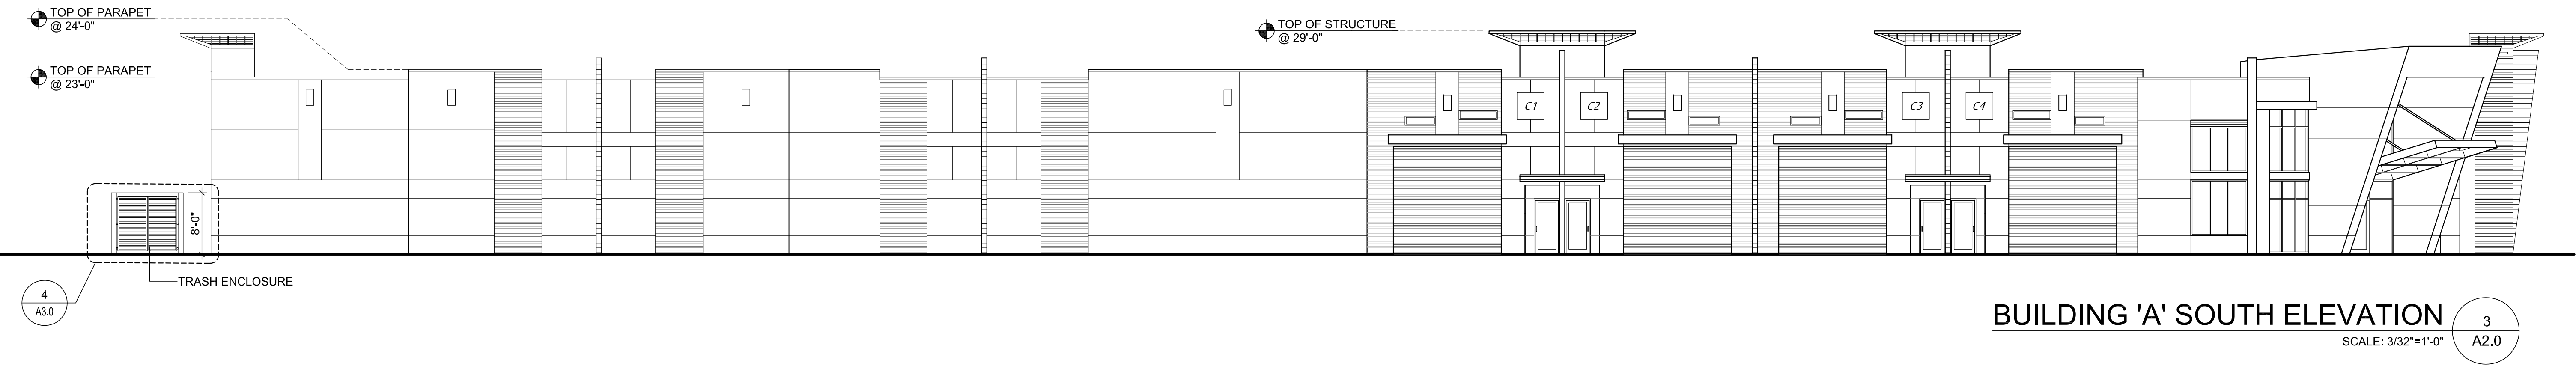 TOP OF PARAPET
@ 24'-0"
TOP OF STRUCTURE
@ 29'-0"
TOP OF PARAPET
@ 23'-0"
C1
C2
C3
C4
8'-0"
TRASH ENCLOSURE
4
A3.0
BUILDING 'A' SOUTH ELEVATION
SCALE: 3/32"=1'-0"
3
A2.0